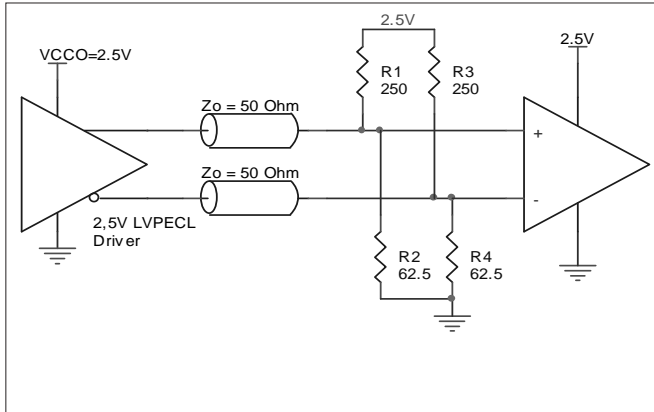 2.5V
VCCO=2.5V
2.5V
R1
250
R3
250
Zo = 50 Ohm
+
Zo = 50 Ohm
-
2,5V LVPECL
Driver
R2
62.5
R4
62.5